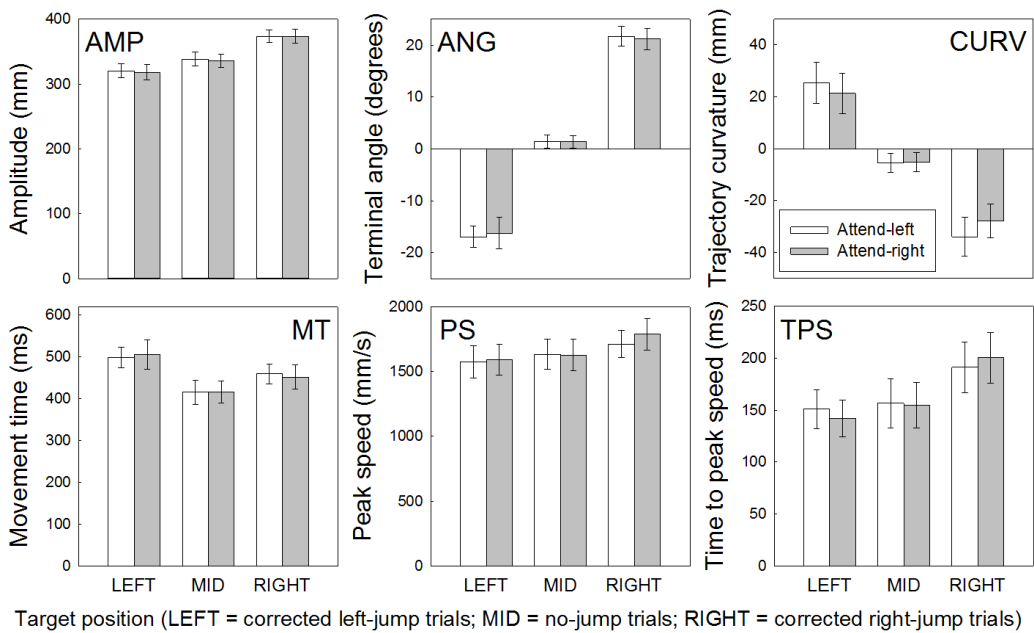 AMP
Amplitude (mm)
400
300
200
100
0
ANG
Terminal angle (degrees)
20
10
0
-10
-20
CURV
Trajectory curvature (mm)
40
20
0
-20
-40
Attend-left
Attend-right
MT
Movement time (ms)
600
500
400
300
200
100
0
LEFT MID RIGHT
PS
Peak speed (mm/s)
2000
1500
1000
500
0
LEFT MID RIGHT
TPS
Time to peak speed (ms)
250
200
150
100
50
0
LEFT MID RIGHT
Target position (LEFT = corrected left-jump trials; MID = no-jump trials; RIGHT = corrected right-jump trials)